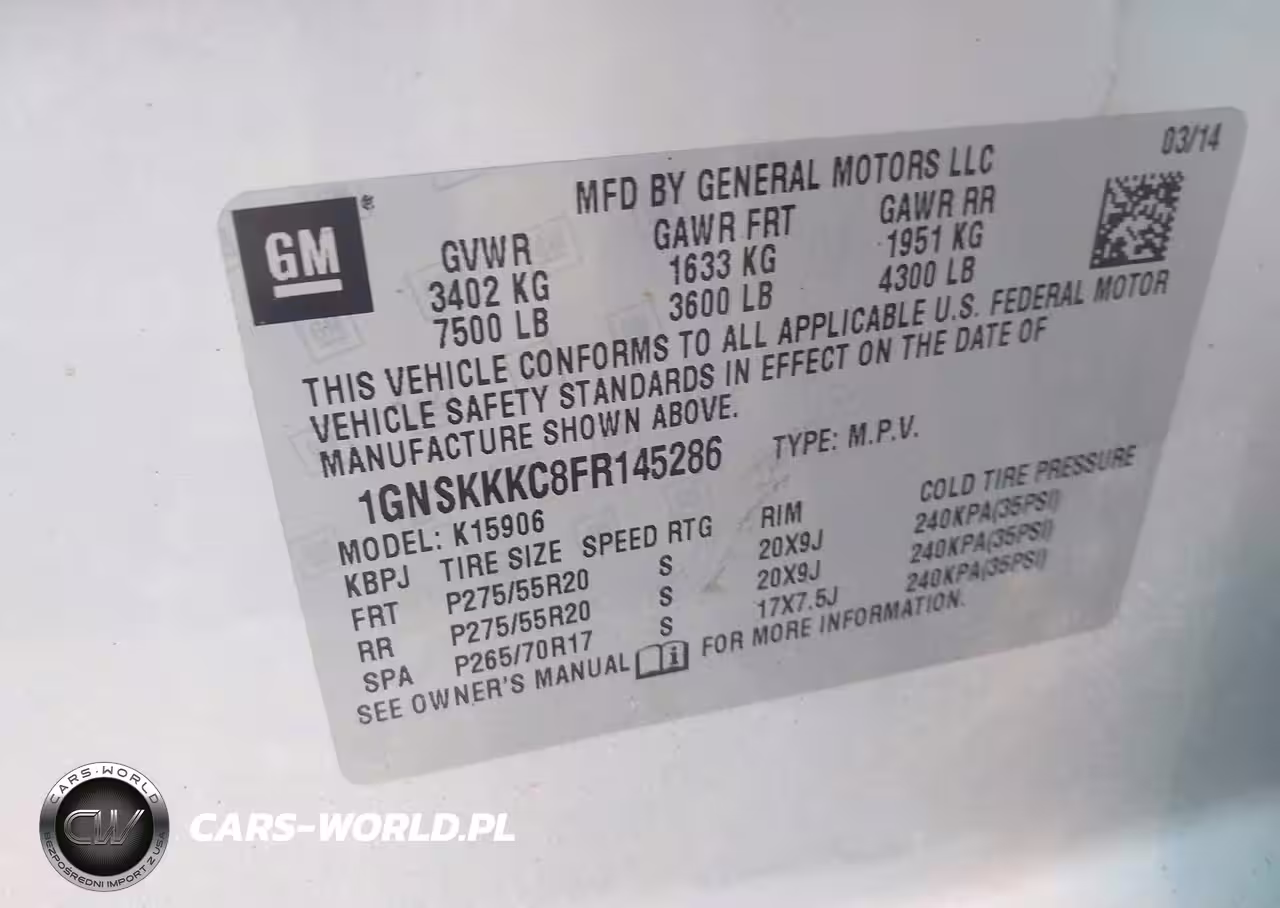 03/14
MFD BY GENERAL MOTORS LLC
GM
GVWR GAWR FRT GAWR RR
3402 KG 1633 KG 1951 KG
7500 LB 3600 LB 4300 LB
THIS VEHICLE CONFORMS TO ALL APPLICABLE U.S. FEDERAL MOTOR
VEHICLE SAFETY STANDARDS IN EFFECT ON THE DATE OF
MANUFACTURE SHOWN ABOVE.
1GNSKKKC8FR145286 TYPE: M.P.V.
MODEL: K15906
KBPJ TIRE SIZE SPEED RTG RIM COLD TIRE PRESSURE
FRT P275/55R20 S 20X9J 240KPA(35PSI)
RR P275/55R20 S 20X9J 240KPA(35PSI)
SPA P265/70R17 S 17X7.5J 240KPA(35PSI)
SEE OWNER'S MANUAL FOR MORE INFORMATION.
CARS-WORLD
CW
BEZPOŚREDNI IMPORT Z USA
CARS-WORLD.PL